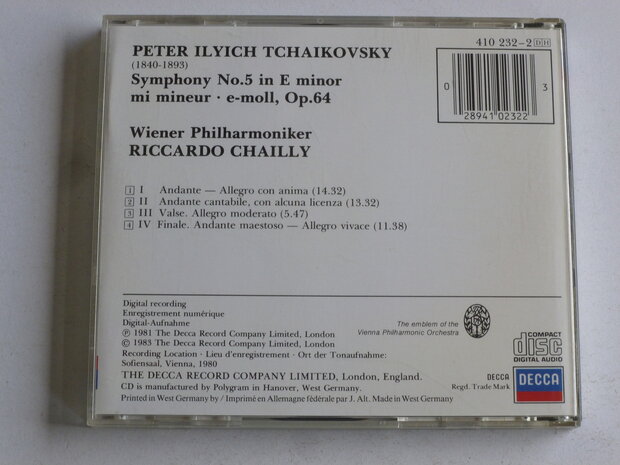 PETER ILYICH TCHAIKOVSKY
(1840-1893)
Symphony No.5 in E minor
mi mineur · e-moll, Op.64
Wiener Philharmoniker
RICCARDO CHAILLY
410 232-2 DH
0 28941 02322 3
1 I Andante — Allegro con anima (14.32)
2 II Andante cantabile, con alcuna licenza (13.32)
3 III Valse. Allegro moderato (5.47)
4 IV Finale. Andante maestoso — Allegro vivace (11.38)
Digital recording
Enregistrement numérique
Digital-Aufnahme
℗ 1981 The Decca Record Company Limited, London
© 1983 The Decca Record Company Limited, London
Recording Location · Lieu d'enregistrement · Ort der Tonaufnahme:
Sofiensaal, Vienna, 1980
THE DECCA RECORD COMPANY LIMITED, London, England.
CD is manufactured by Polygram in Hanover, West Germany.
Printed in West Germany by / Imprimé en Allemagne fédérale par J. Alt. Made in West Germany
The emblem of the
Vienna Philharmonic Orchestra
COMPACT
disc
DIGITAL AUDIO
DECCA
Regd. Trade Mark
DECCA